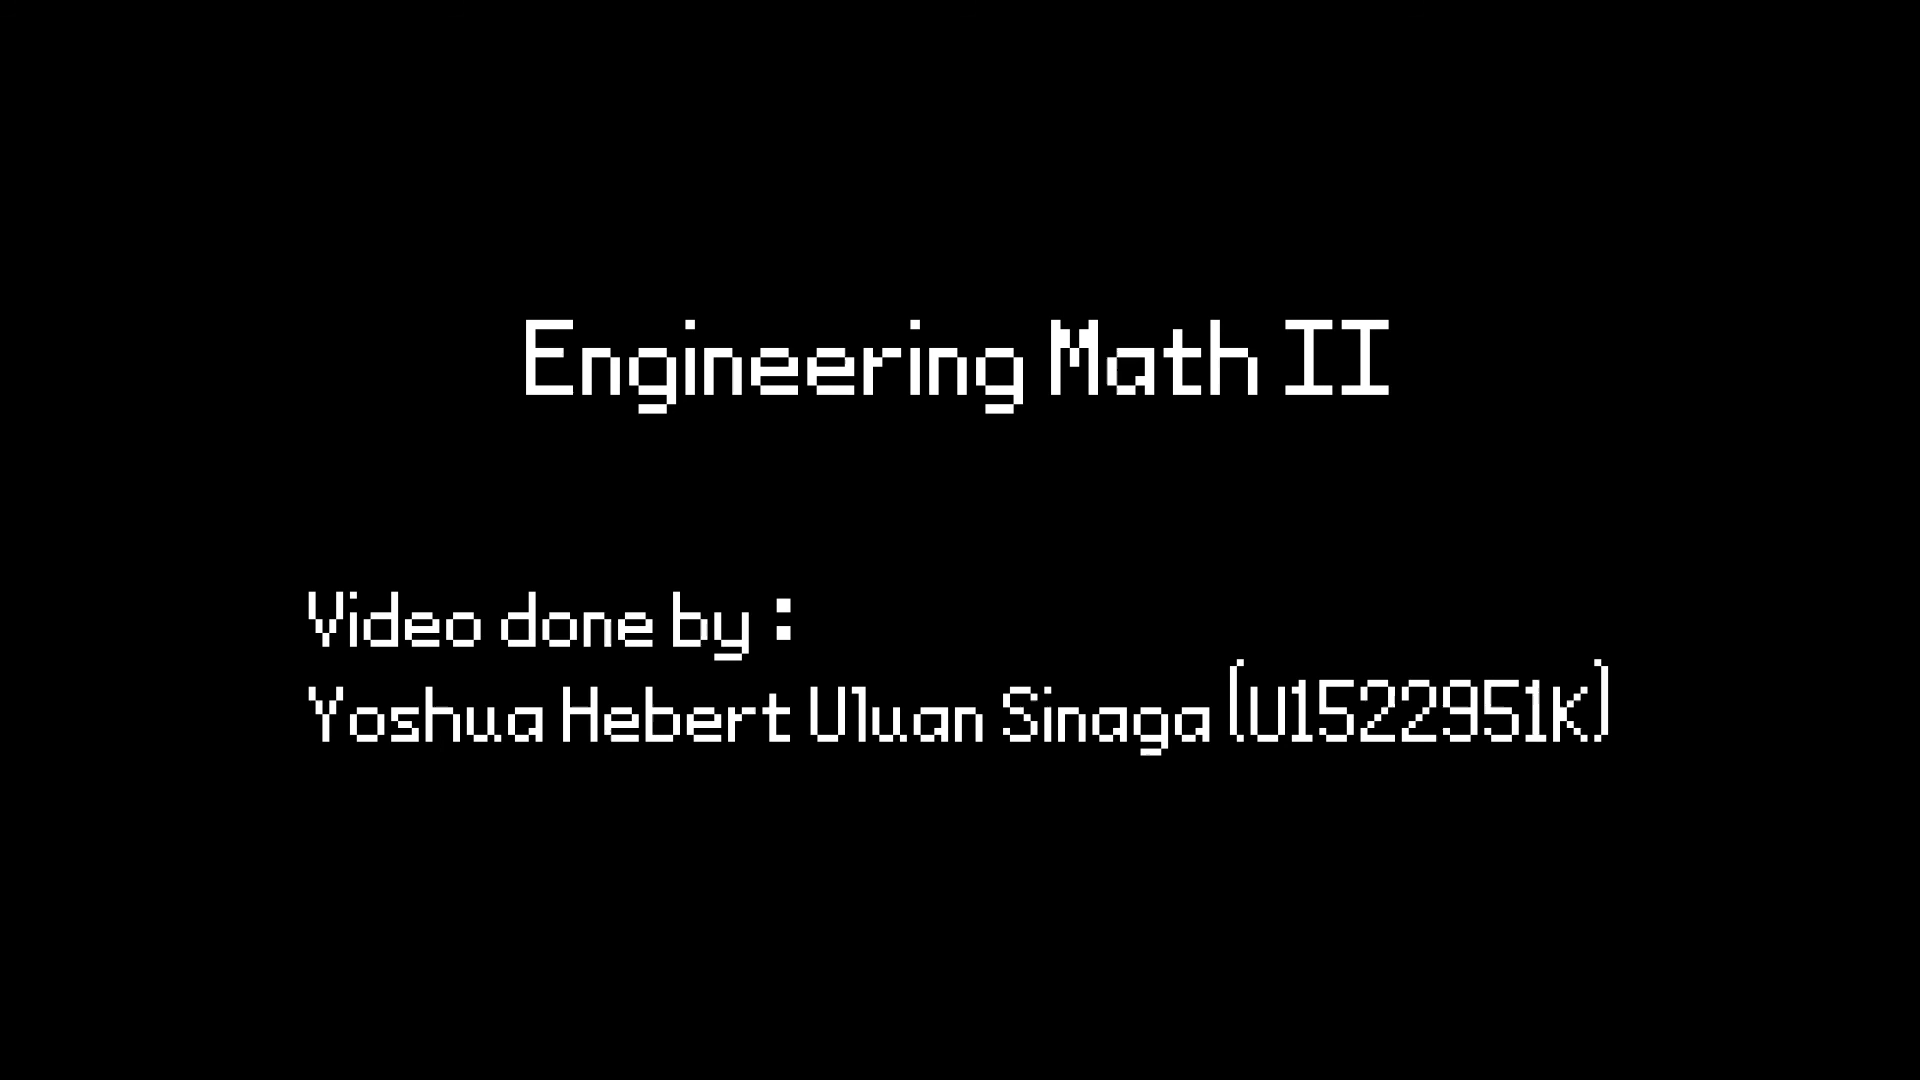 Engineering Math II
Video done by :
Yoshua Hebert Uluan Sinaga (U1522951K)